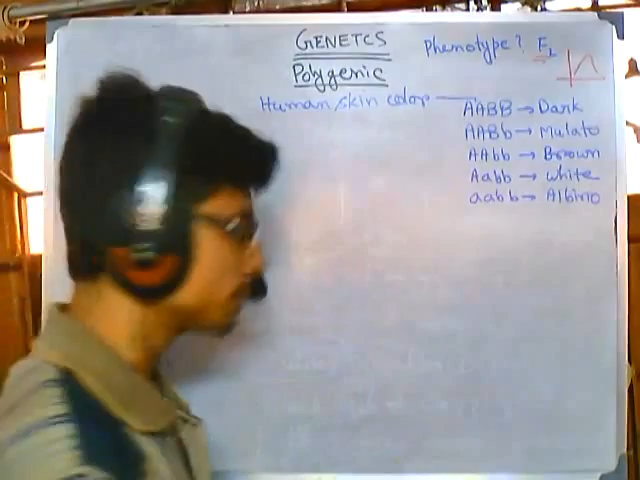 GENETCS
Phenotype? F2
Polygenic
Human skin color — AABB → Dark
AABb → Mulato
AAbb → Brown
Aabb → white
aabb → Albino